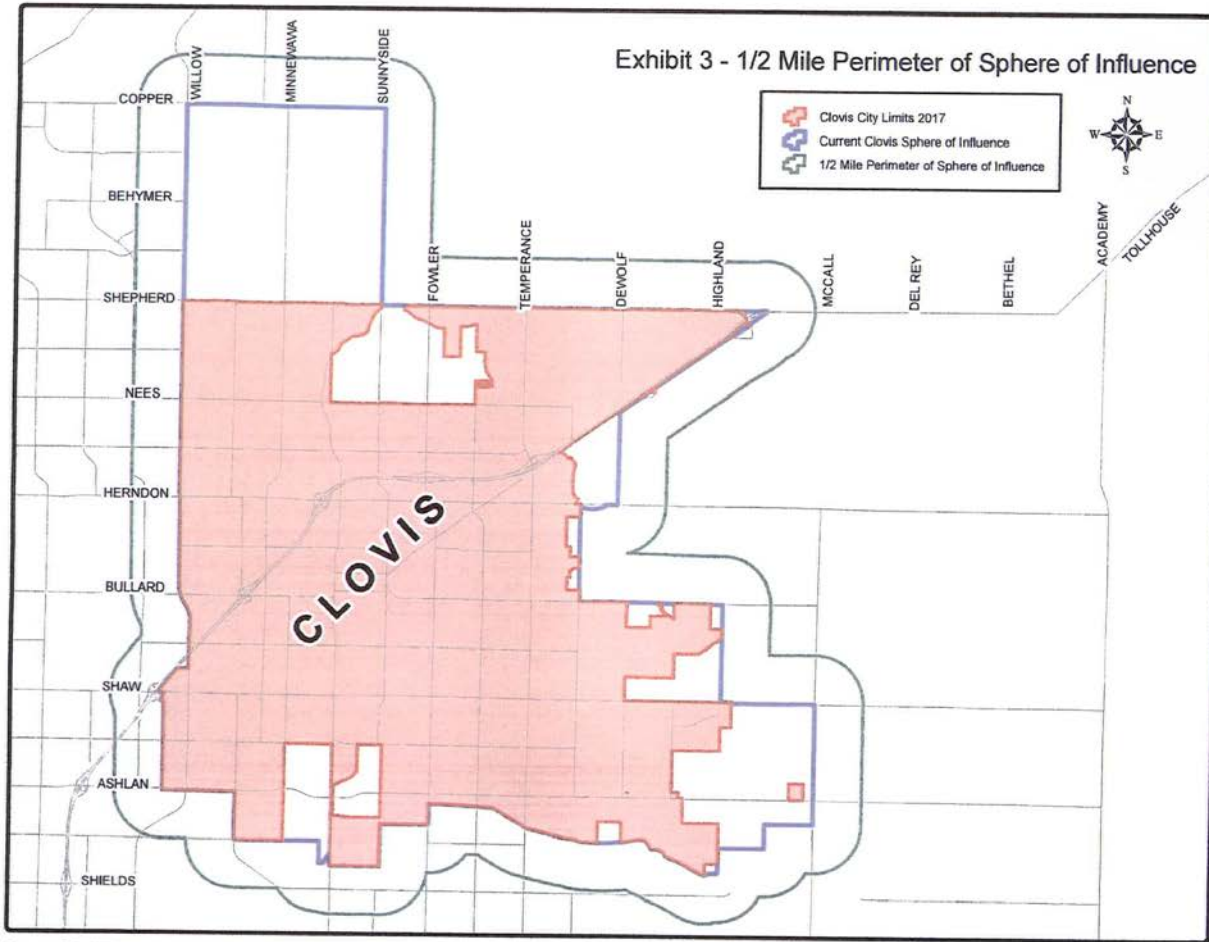 Exhibit 3 - 1/2 Mile Perimeter of Sphere of Influence
Clovis City Limits 2017
Current Clovis Sphere of Influence
1/2 Mile Perimeter of Sphere of Influence
N
W E
S
WILLOW
MINNEWAWA
SUNNYSIDE
COPPER
BEHYMER
SHEPHERD
FOWLER
TEMPERANCE
DEWOLF
HIGHLAND
MCCALL
DEL REY
BETHEL
ACADEMY
TOLLHOUSE
NEES
HERNDON
CLOVIS
BULLARD
SHAW
ASHLAN
SHIELDS